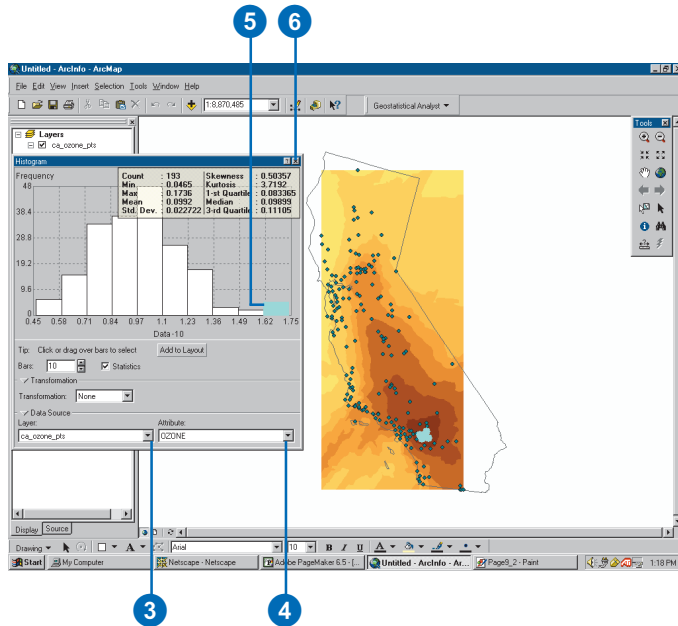 5 6
Untitled - ArcInfo - ArcMap
File Edit View Insert Selection Tools Window Help
1:8,870,485
Geostatistical Analyst
Layers
ca_ozone_pts
Tools
Histogram
Frequency
Count : 193 Skewness : 0.50357
Min : 0.0465 Kurtosis : 3.7192
Max : 0.1736 1-st Quartile : 0.083365
Mean : 0.0992 Median : 0.09899
Std. Dev. : 0.022722 3-rd Quartile : 0.11105
48
38.4
28.8
19.2
9.6
0
0.45 0.58 0.71 0.84 0.97 1.1 1.23 1.36 1.49 1.62 1.75
Data·10
Tip: Click or drag over bars to select Add to Layout
Bars: 10 Statistics
Transformation
Transformation: None
Data Source
Layer: Attribute:
ca_ozone_pts OZONE
Display Source
Drawing A Arial 10 B I U A
Start My Computer Netscape - Netscape Adobe PageMaker 6.5 - [... Untitled - ArcInfo - Ar... Page9_2 - Paint 1:18 PM
3 4